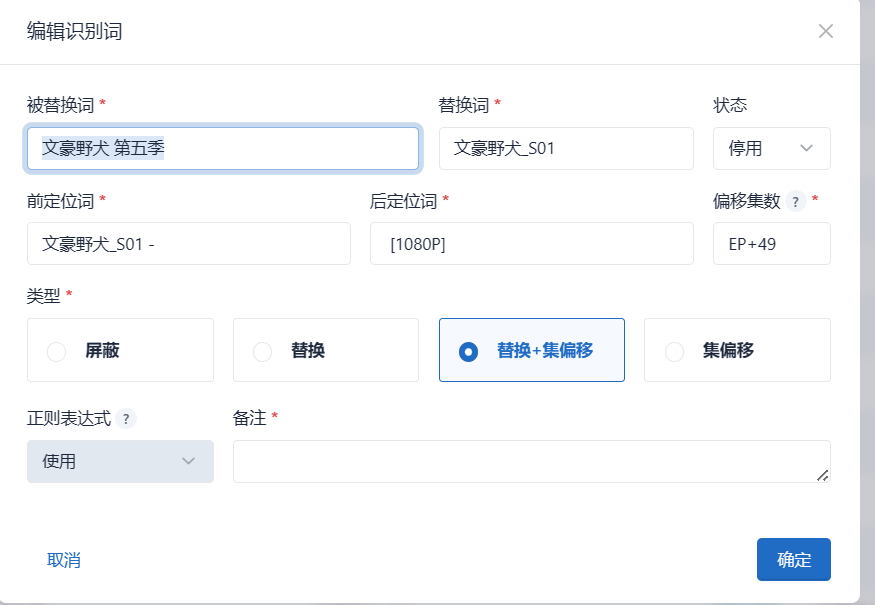 编辑识别词
被替换词 * 替换词 * 状态
文豪野犬 第五季 文豪野犬_S01 停用
前定位词 * 后定位词 * 偏移集数 ? *
文豪野犬_S01 - [1080P] EP+49
类型 *
屏蔽 替换 替换+集偏移 集偏移
正则表达式 ? 备注 *
使用
取消 确定